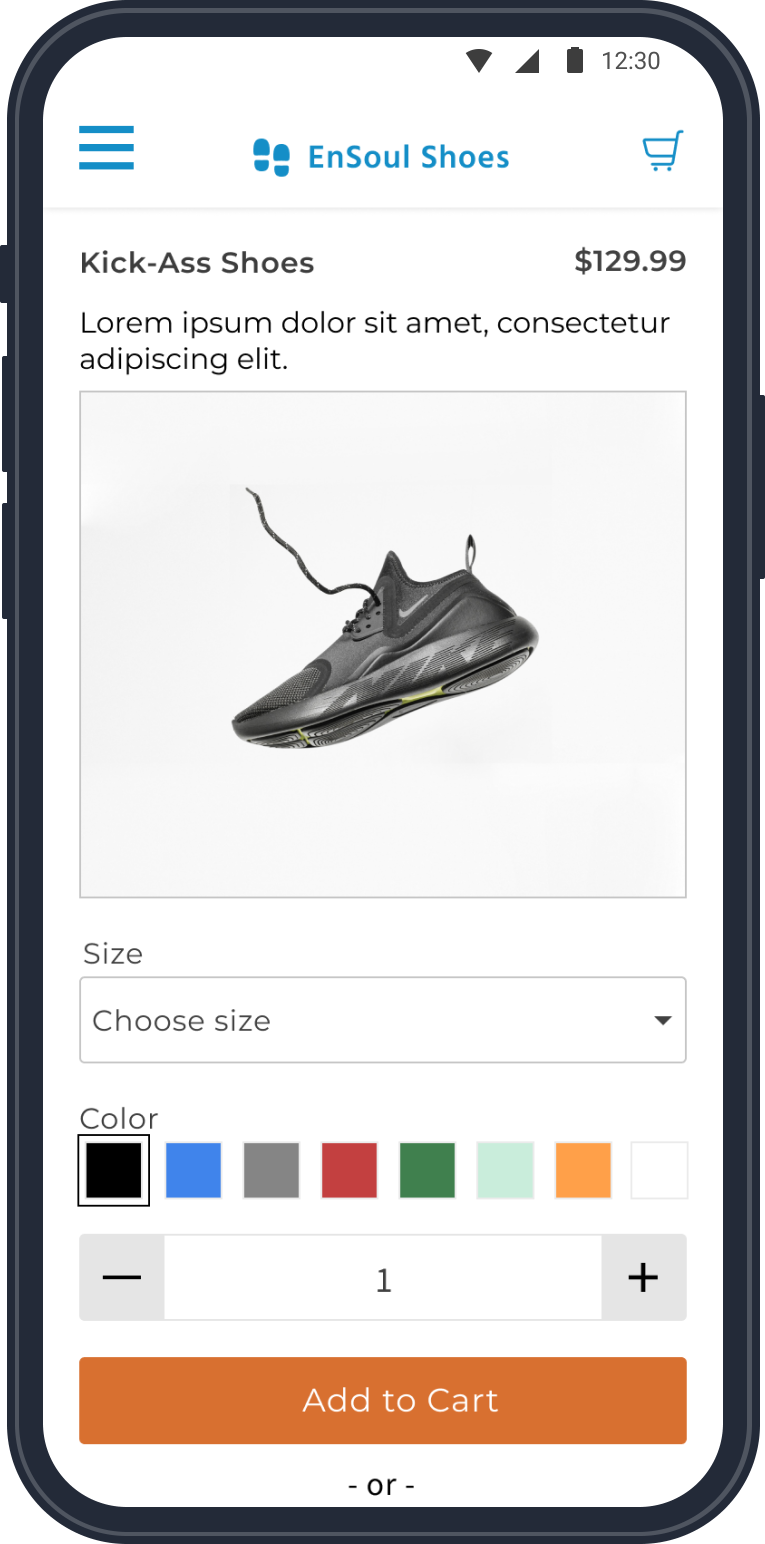 12:30
EnSoul Shoes
Kick-Ass Shoes $129.99
Lorem ipsum dolor sit amet, consectetur
adipiscing elit.
Size
Choose size
Color
1
Add to Cart
- or -